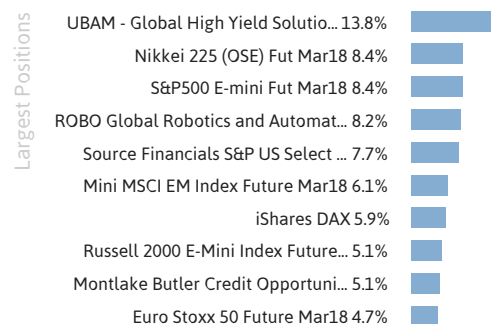 Largest Positions
UBAM - Global High Yield Solutio... 13.8%
Nikkei 225 (OSE) Fut Mar18 8.4%
S&P500 E-mini Fut Mar18 8.4%
ROBO Global Robotics and Automat... 8.2%
Source Financials S&P US Select ... 7.7%
Mini MSCI EM Index Future Mar18 6.1%
iShares DAX 5.9%
Russell 2000 E-Mini Index Future... 5.1%
Montlake Butler Credit Opportuni... 5.1%
Euro Stoxx 50 Future Mar18 4.7%